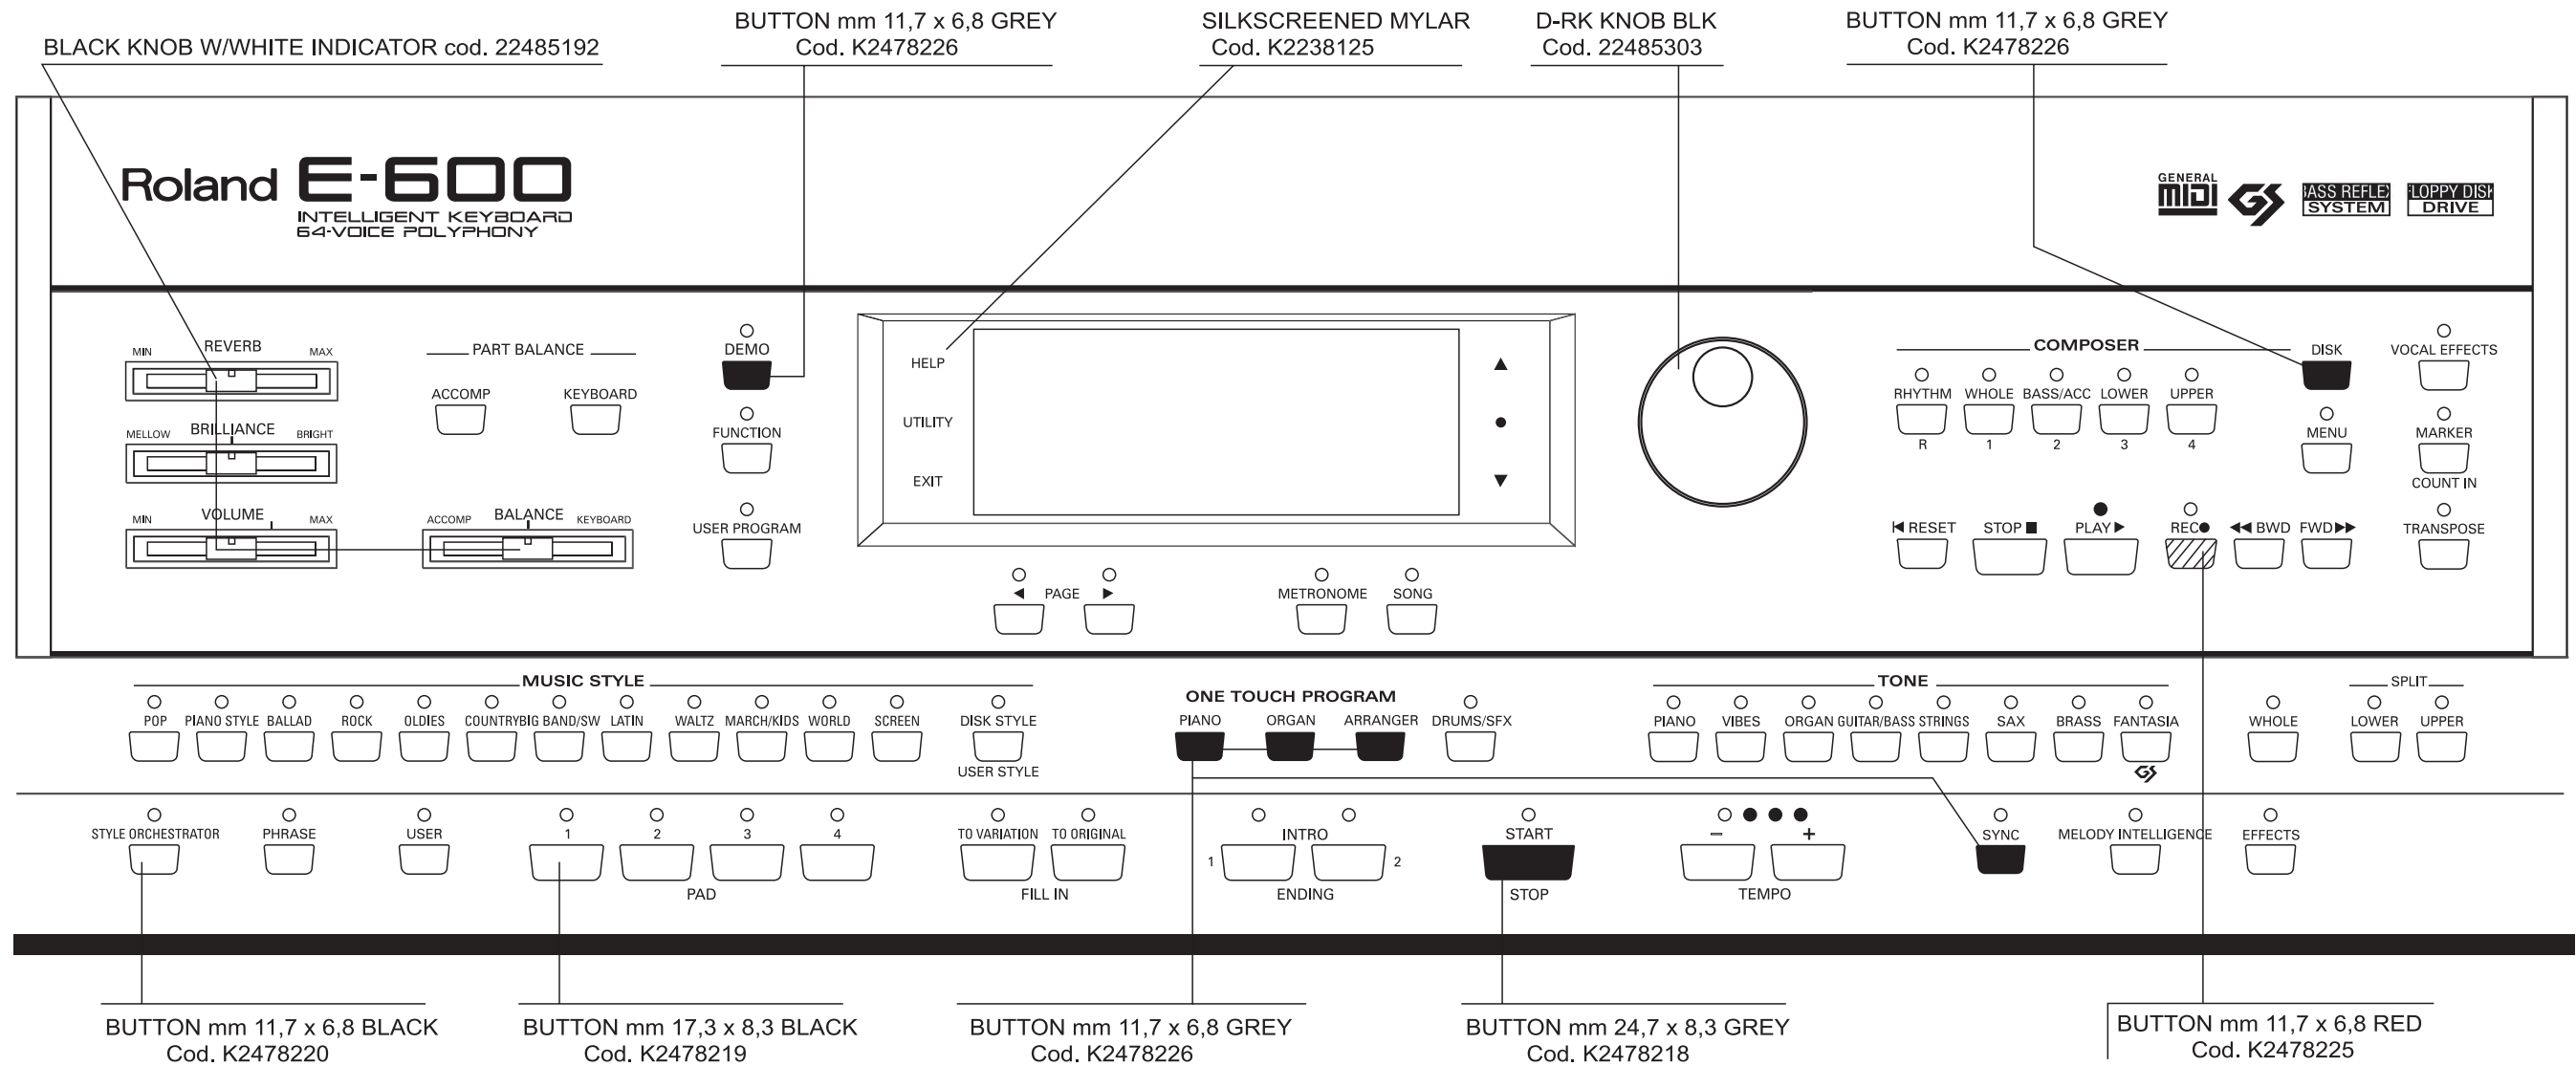 BUTTON mm 11,7 x 6,8 GREY
Cod. K2478226
SILKSCREENED MYLAR
Cod. K2238125
D-RK KNOB BLK
Cod. 22485303
BUTTON mm 11,7 x 6,8 GREY
Cod. K2478226
BLACK KNOB W/WHITE INDICATOR cod. 22485192
Roland E-600
INTELLIGENT KEYBOARD
64-VOICE POLYPHONY
GENERAL
MIDI
GS
BASS REFLEX
SYSTEM
FLOPPY DISK
DRIVE
MIN REVERB MAX
PART BALANCE
ACCOMP KEYBOARD
DEMO
MELLOW BRILLIANCE BRIGHT
FUNCTION
MIN VOLUME MAX
ACCOMP BALANCE KEYBOARD
USER PROGRAM
HELP ▲
UTILITY ●
EXIT ▼
◀ PAGE ▶
METRONOME SONG
COMPOSER
RHYTHM WHOLE BASS/ACC LOWER UPPER
R 1 2 3 4
DISK
MENU
VOCAL EFFECTS
MARKER
COUNT IN
TRANSPOSE
RESET STOP ■ PLAY ▶ REC● ◀◀ BWD FWD ▶▶
MUSIC STYLE
POP PIANO STYLE BALLAD ROCK OLDIES COUNTRY BIG BAND/SW LATIN WALTZ MARCH/KIDS WORLD SCREEN DISK STYLE
USER STYLE
ONE TOUCH PROGRAM
PIANO ORGAN ARRANGER DRUMS/SFX
TONE
PIANO VIBES ORGAN GUITAR/BASS STRINGS SAX BRASS FANTASIA
GS
WHOLE
SPLIT
LOWER UPPER
STYLE ORCHESTRATOR PHRASE USER 1 2 3 4
PAD
TO VARIATION TO ORIGINAL
FILL IN
INTRO
1 2
ENDING
START
STOP
− +
TEMPO
SYNC MELODY INTELLIGENCE EFFECTS
BUTTON mm 11,7 x 6,8 BLACK
Cod. K2478220
BUTTON mm 17,3 x 8,3 BLACK
Cod. K2478219
BUTTON mm 11,7 x 6,8 GREY
Cod. K2478226
BUTTON mm 24,7 x 8,3 GREY
Cod. K2478218
BUTTON mm 11,7 x 6,8 RED
Cod. K2478225